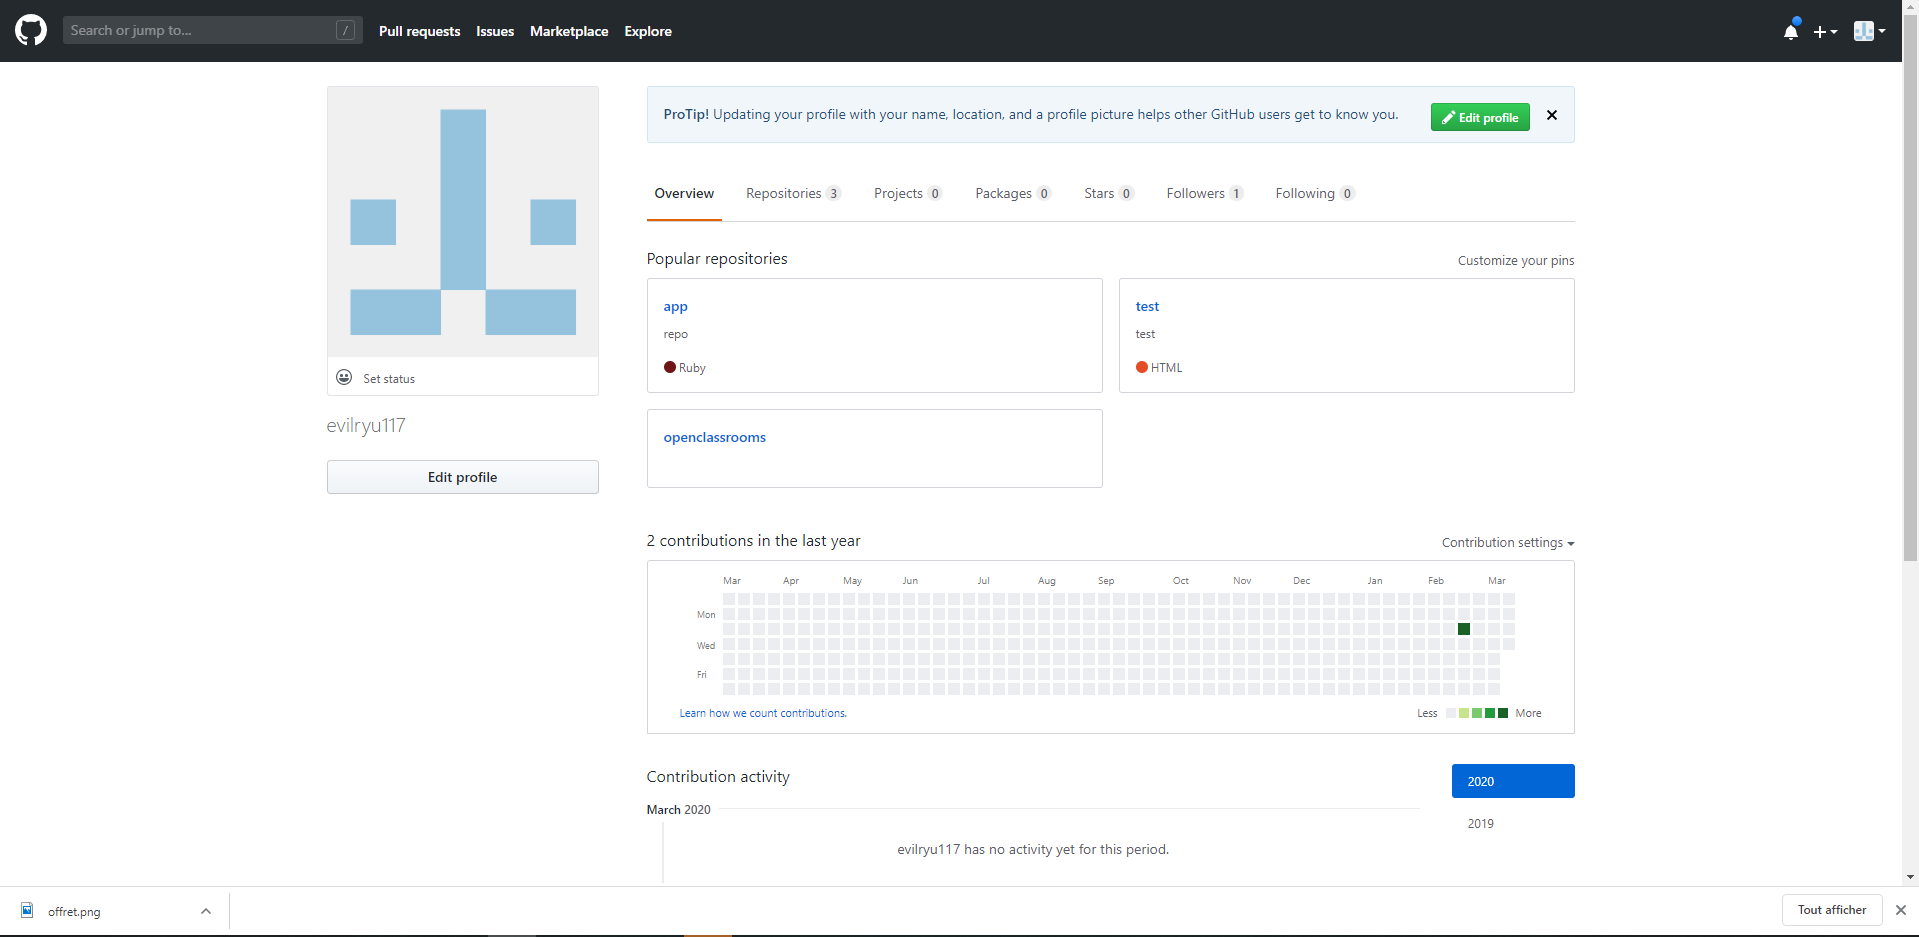 Search or jump to... /
Pull requests Issues Marketplace Explore
ProTip! Updating your profile with your name, location, and a profile picture helps other GitHub users get to know you.
Edit profile
Overview Repositories 3 Projects 0 Packages 0 Stars 0 Followers 1 Following 0
Set status
evilryu117
Edit profile
Popular repositories
Customize your pins
app
repo
Ruby
test
test
HTML
openclassrooms
2 contributions in the last year
Contribution settings
Mar Apr May Jun Jul Aug Sep Oct Nov Dec Jan Feb Mar
Mon
Wed
Fri
Learn how we count contributions.
Less More
Contribution activity
2020
2019
March 2020
evilryu117 has no activity yet for this period.
offret.png
Tout afficher